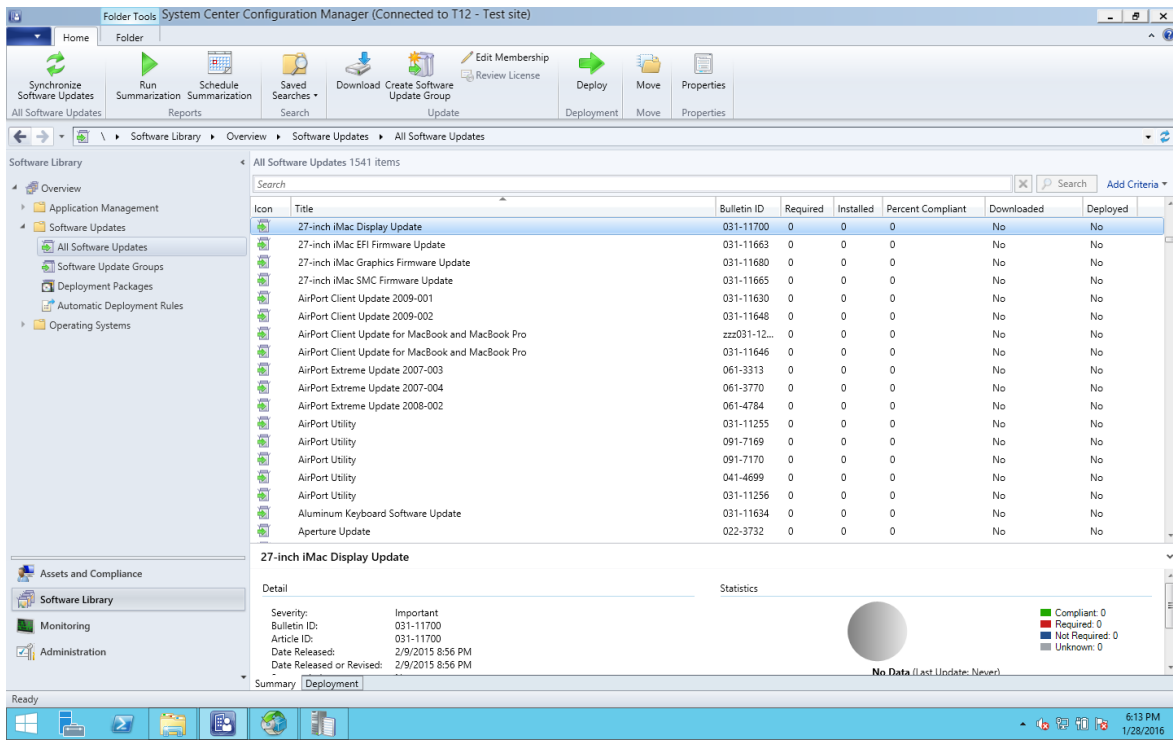 Folder Tools System Center Configuration Manager (Connected to T12 - Test site)
Home Folder
Synchronize Software Updates
Run Summarization
Schedule Summarization
Saved Searches
Download
Create Software Update Group
Edit Membership
Review License
Deploy
Move
Properties
All Software Updates Reports Search Update Deployment Move Properties
\ Software Library Overview Software Updates All Software Updates
Software Library
Overview
Application Management
Software Updates
All Software Updates
Software Update Groups
Deployment Packages
Automatic Deployment Rules
Operating Systems
Assets and Compliance
Software Library
Monitoring
Administration
All Software Updates 1541 items
Search Search Add Criteria
Icon Title Bulletin ID Required Installed Percent Compliant Downloaded Deployed
27-inch iMac Display Update 031-11700 0 0 0 No No
27-inch iMac EFI Firmware Update 031-11663 0 0 0 No No
27-inch iMac Graphics Firmware Update 031-11680 0 0 0 No No
27-inch iMac SMC Firmware Update 031-11665 0 0 0 No No
AirPort Client Update 2009-001 031-11630 0 0 0 No No
AirPort Client Update 2009-002 031-11648 0 0 0 No No
AirPort Client Update for MacBook and MacBook Pro zzz031-12... 0 0 0 No No
AirPort Client Update for MacBook and MacBook Pro 031-11646 0 0 0 No No
AirPort Extreme Update 2007-003 061-3313 0 0 0 No No
AirPort Extreme Update 2007-004 061-3770 0 0 0 No No
AirPort Extreme Update 2008-002 061-4784 0 0 0 No No
AirPort Utility 031-11255 0 0 0 No No
AirPort Utility 091-7169 0 0 0 No No
AirPort Utility 091-7170 0 0 0 No No
AirPort Utility 041-4699 0 0 0 No No
AirPort Utility 031-11256 0 0 0 No No
Aluminum Keyboard Software Update 031-11634 0 0 0 No No
Aperture Update 022-3732 0 0 0 No No
27-inch iMac Display Update
Detail
Severity: Important
Bulletin ID: 031-11700
Article ID: 031-11700
Date Released: 2/9/2015 8:56 PM
Date Released or Revised: 2/9/2015 8:56 PM
Statistics
Compliant: 0
Required: 0
Not Required: 0
Unknown: 0
No Data (Last Update: Never)
Summary Deployment
Ready
6:13 PM
1/28/2016